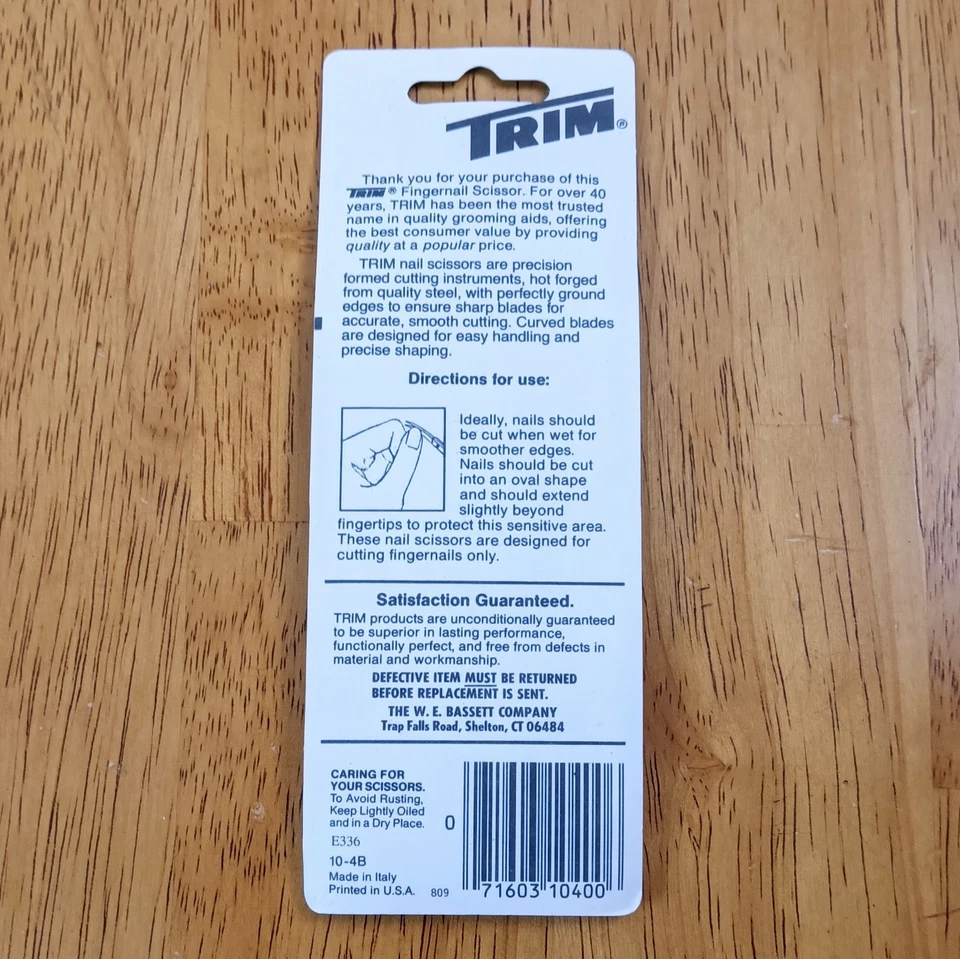 TRIM®
Thank you for your purchase of this
TRIM® Fingernail Scissor. For over 40
years, TRIM has been the most trusted
name in quality grooming aids, offering
the best consumer value by providing
quality at a popular price.
TRIM nail scissors are precision
formed cutting instruments, hot forged
from quality steel, with perfectly ground
edges to ensure sharp blades for
accurate, smooth cutting. Curved blades
are designed for easy handling and
precise shaping.
Directions for use:
Ideally, nails should
be cut when wet for
smoother edges.
Nails should be cut
into an oval shape
and should extend
slightly beyond
fingertips to protect this sensitive area.
These nail scissors are designed for
cutting fingernails only.
Satisfaction Guaranteed.
TRIM products are unconditionally guaranteed
to be superior in lasting performance,
functionally perfect, and free from defects in
material and workmanship.
DEFECTIVE ITEM MUST BE RETURNED
BEFORE REPLACEMENT IS SENT.
THE W. E. BASSETT COMPANY
Trap Falls Road, Shelton, CT 06484
CARING FOR
YOUR SCISSORS.
To Avoid Rusting,
Keep Lightly Oiled
and in a Dry Place.
E336
10-4B
Made in Italy
Printed in U.S.A. 809
0 71603 10400